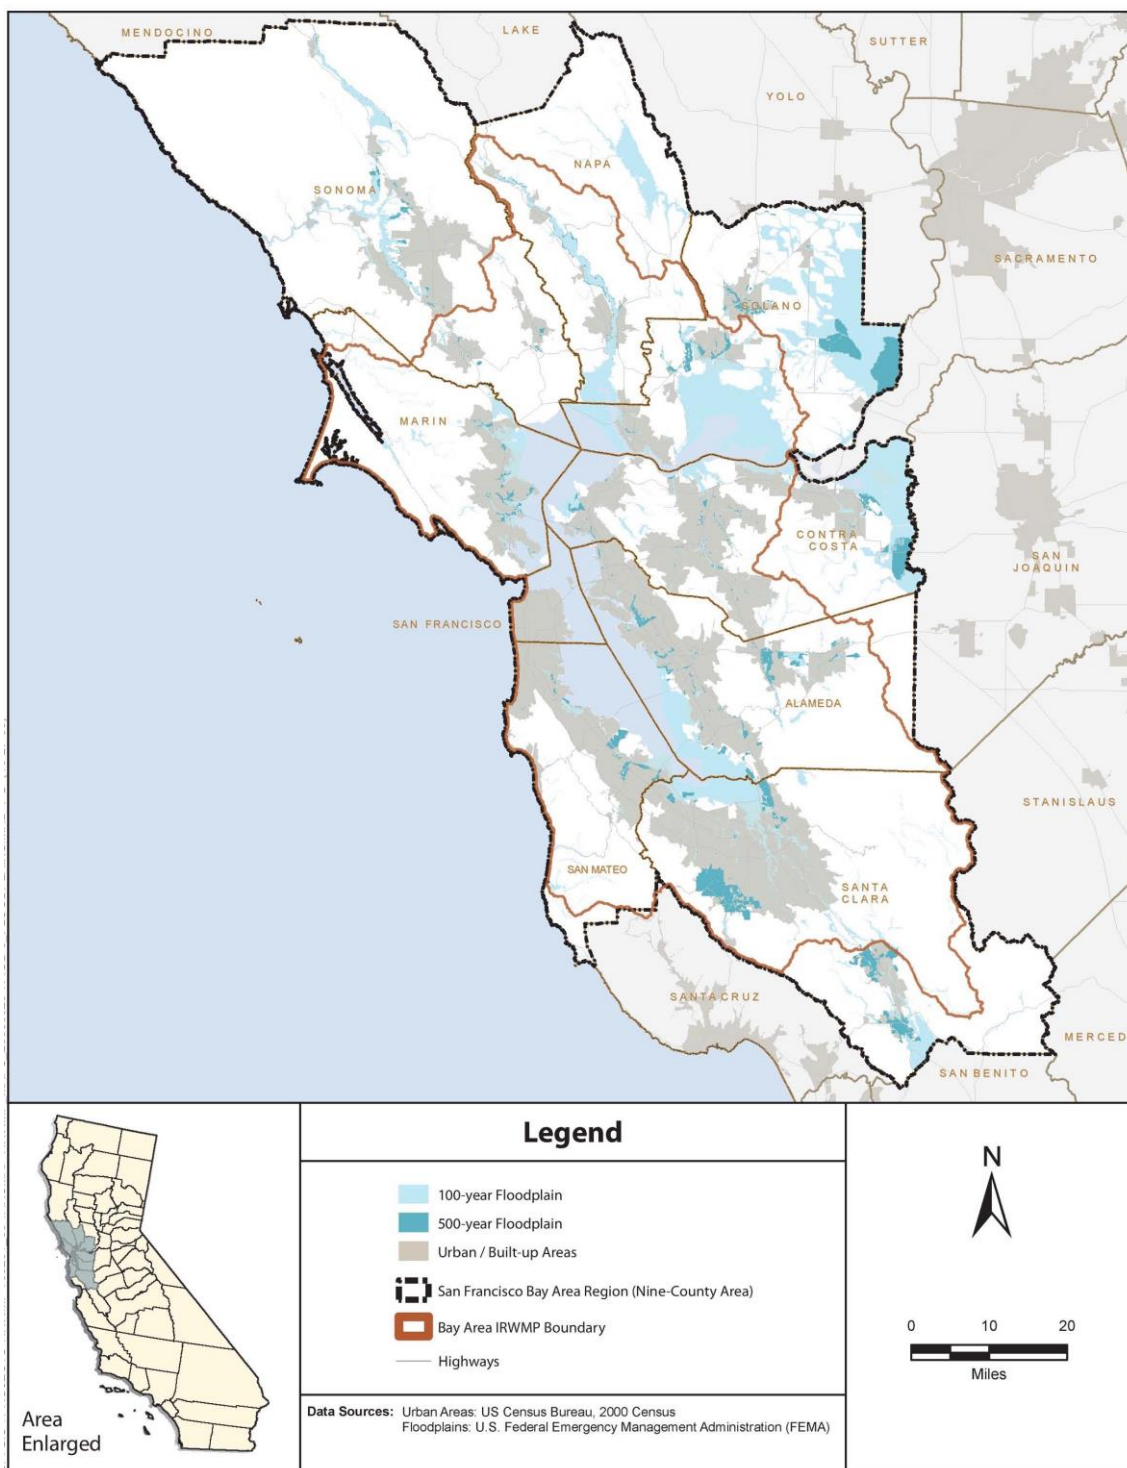 MENDOCINO
LAKE
SUTTER
YOLO
NAPA
SONOMA
SACRAMENTO
SOLANO
MARIN
CONTRA
COSTA
SAN
JOAQUIN
SAN FRANCISCO
ALAMEDA
STANISLAUS
SAN MATEO
SANTA
CLARA
SANTA CRUZ
MERCED
SAN BENITO
Area
Enlarged
Legend
100-year Floodplain
500-year Floodplain
Urban / Built-up Areas
San Francisco Bay Area Region (Nine-County Area)
Bay Area IRWMP Boundary
Highways
Data Sources: Urban Areas: US Census Bureau, 2000 Census
Floodplains: U.S. Federal Emergency Management Administration (FEMA)
N
0 10 20
Miles